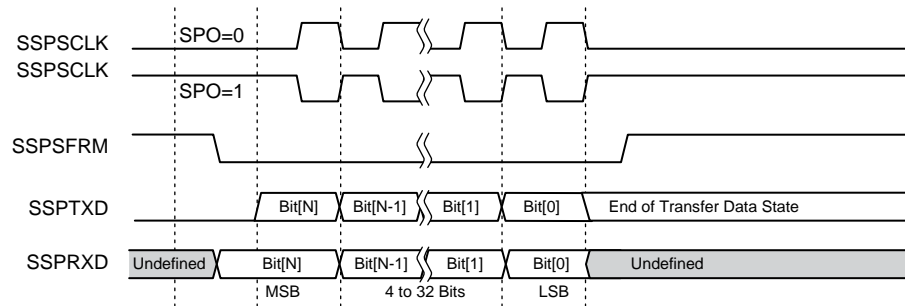 SSPSCLK SPO=0
SSPSCLK
SPO=1
SSPSFRM
SSPTXD Bit[N] Bit[N-1] Bit[1] Bit[0] End of Transfer Data State
SSPRXD Undefined Bit[N] Bit[N-1] Bit[1] Bit[0] Undefined
MSB 4 to 32 Bits LSB